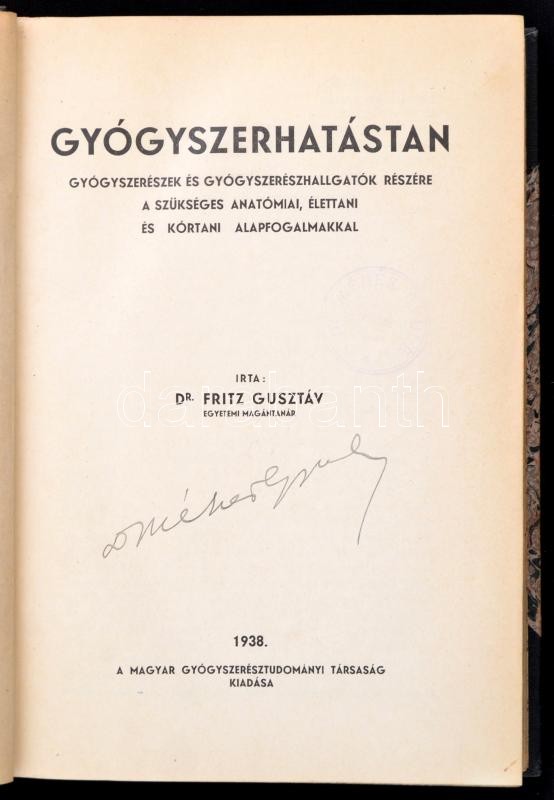 GYÓGYSZERHATÁSTAN
GYÓGYSZERÉSZEK ÉS GYÓGYSZERÉSZHALLGATÓK RÉSZÉRE
A SZÜKSÉGES ANATÓMIAI, ÉLETTANI
ÉS KÓRTANI ALAPFOGALMAKKAL
IRTA:
DR. FRITZ GUSZTÁV
EGYETEMI MAGÁNTANÁR
1938.
A MAGYAR GYÓGYSZERÉSZTUDOMÁNYI TÁRSASÁG
KIADÁSA